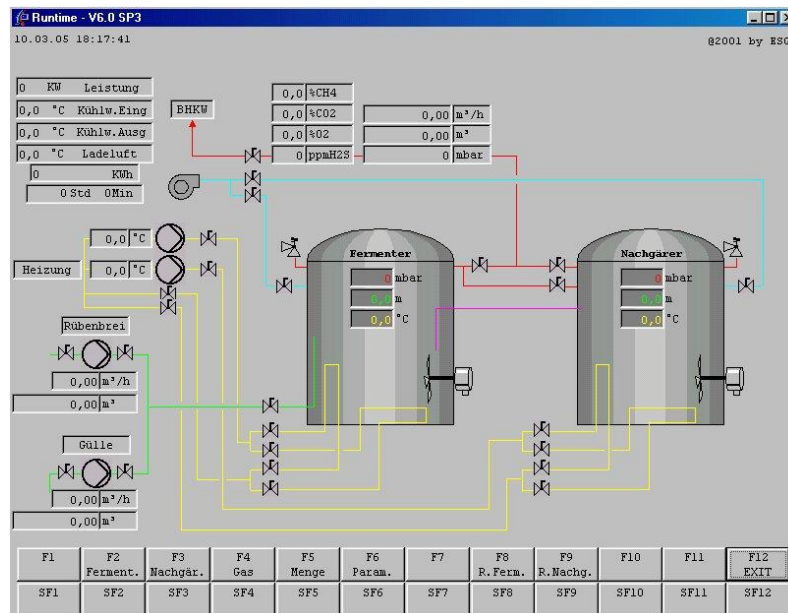 Runtime - V6.0 SP3
10.03.05 18:17:41
@2001 by ESG
0 KW Leistung
0,0 °C Kühlw.Eing
0,0 °C Kühlw.Ausg
0,0 °C Ladeluft
0 KWh
0 Std 0Min
BHKW
0,0 %CH4
0,0 %CO2
0,0 %O2
0 ppmH2S
0,00 m³/h
0,00 m³
0 mbar
0,0 °C
Heizung
0,0 °C
Fermenter
0 mbar
0,0 m
0,0 °C
Nachgärer
0 mbar
0,0 m
0,0 °C
Rübenbrei
0,00 m³/h
0,00 m³
Gülle
0,00 m³/h
0,00 m³
F1 F2 F3 F4 F5 F6 F7 F8 F9 F10 F11 F12
Ferment. Nachgär. Gas Menge Param. R.Ferm. R.Nachg. EXIT
SF1 SF2 SF3 SF4 SF5 SF6 SF7 SF8 SF9 SF10 SF11 SF12